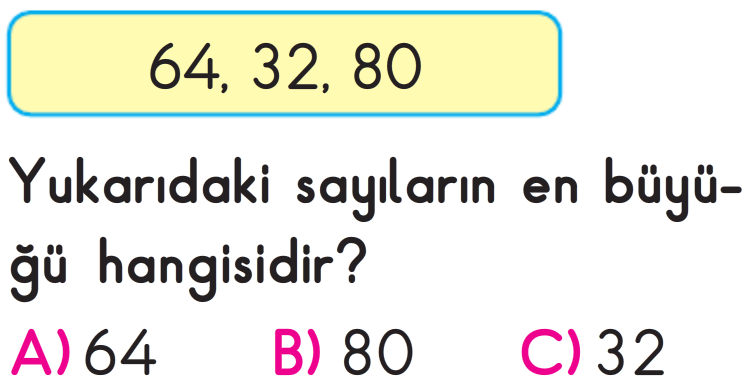 64, 32, 80
Yukarıdaki sayıların en büyü-
ğü hangisidir?
A) 64 B) 80 C) 32